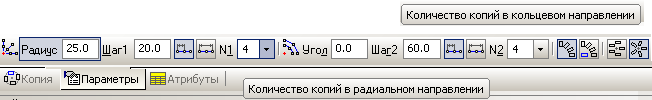 Количество копий в кольцевом направлении
Радиус 25.0 Шаг1 20.0 N1 4 Угол 0.0 Шаг2 60.0 N2 4
Копия Параметры Атрибуты
Количество копий в радиальном направлении